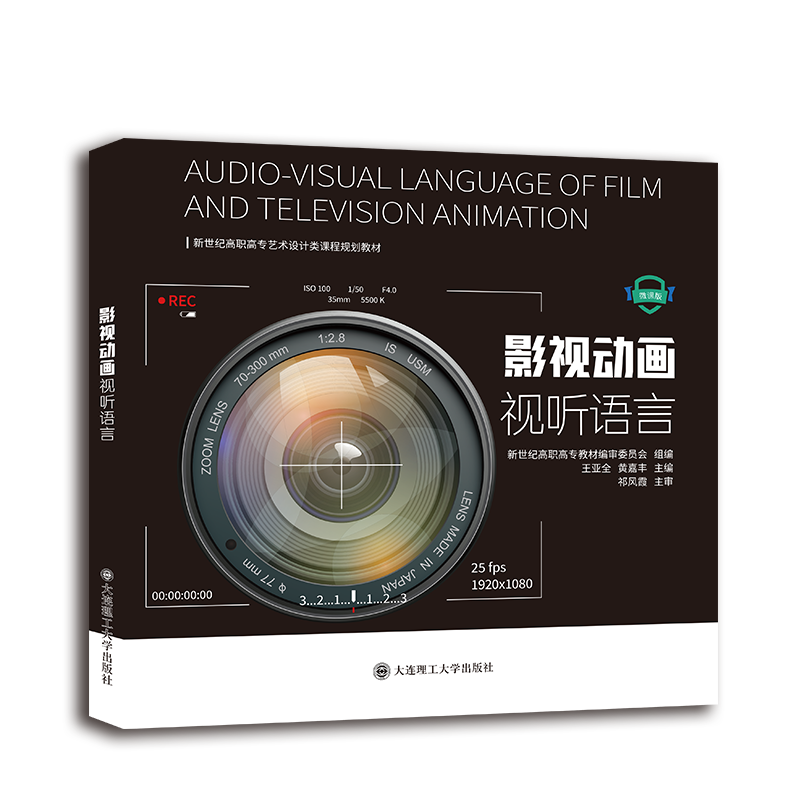 AUDIO-VISUAL LANGUAGE OF FILM
AND TELEVISION ANIMATION
新世纪高职高专艺术设计类课程规划教材
ISO 100 1/50 F4.0
35mm 5500 K
REC
微课版
影视动画
视听语言
新世纪高职高专教材编审委员会 组编
王亚全 黄嘉丰 主编
祁风霞 主审
ZOOM LENS 70-300 mm 1:2.8 IS USM
LENS MADE IN JAPAN
ϕ 77 mm
25 fps
1920x1080
00:00:00:00
3...2...1...1...2...3
大连理工大学出版社
影视动画视听语言
大连理工大学出版社